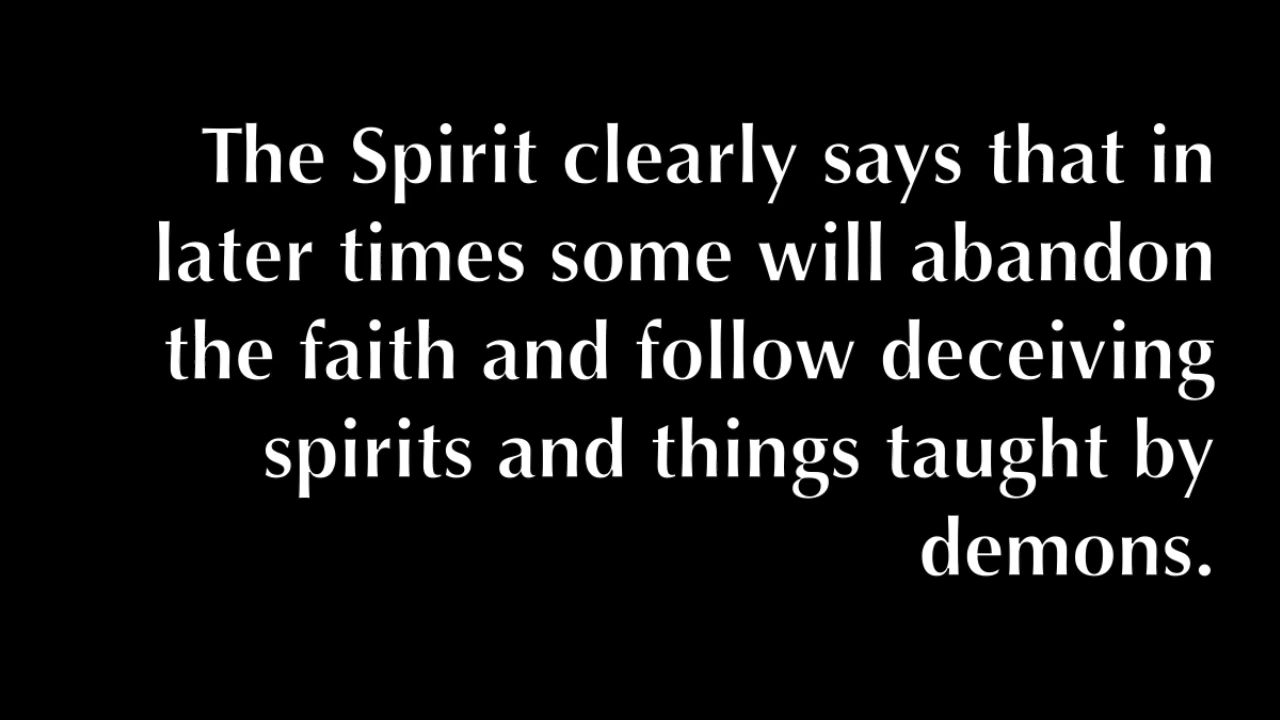 The Spirit clearly says that in
later times some will abandon
the faith and follow deceiving
spirits and things taught by
demons.